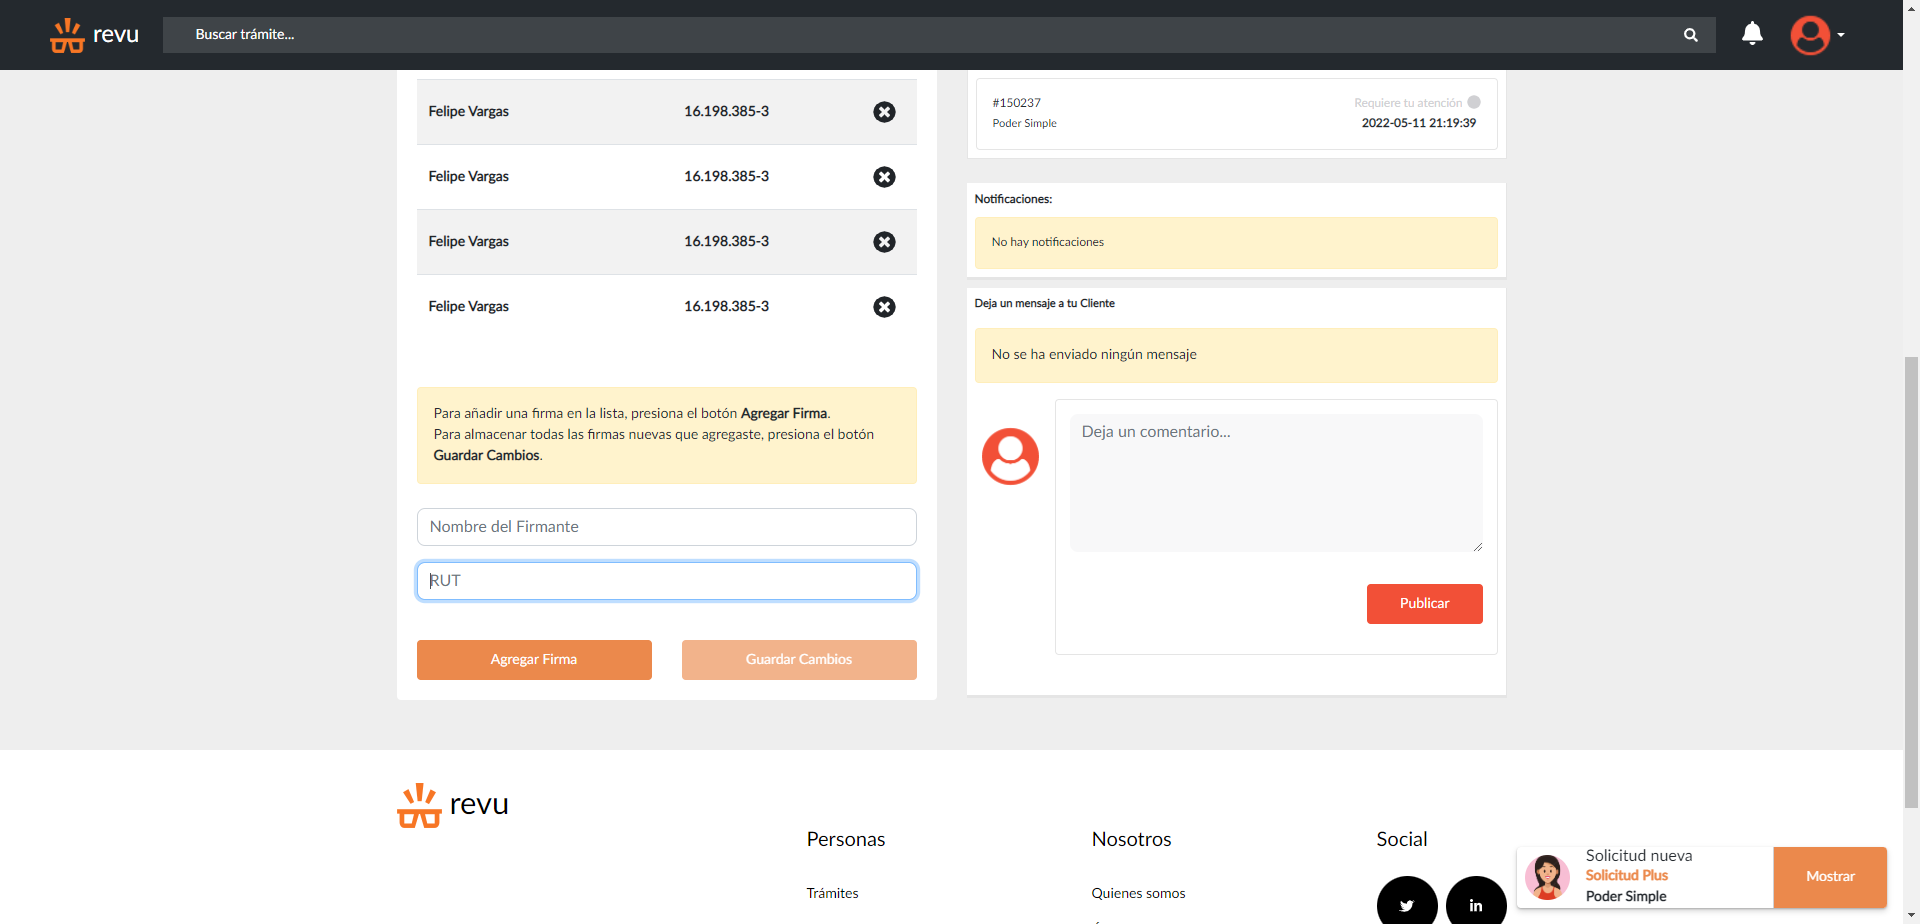 revu
Buscar trámite...
Felipe Vargas 16.198.385-3
Felipe Vargas 16.198.385-3
Felipe Vargas 16.198.385-3
Felipe Vargas 16.198.385-3
Para añadir una firma en la lista, presiona el botón Agregar Firma.
Para almacenar todas las firmas nuevas que agregaste, presiona el botón
Guardar Cambios.
Nombre del Firmante
RUT
Agregar Firma Guardar Cambios
#150237 Requiere tu atención
Poder Simple 2022-05-11 21:19:39
Notificaciones:
No hay notificaciones
Deja un mensaje a tu Cliente
No se ha enviado ningún mensaje
Deja un comentario...
Publicar
revu
Personas Nosotros Social
Trámites Quienes somos
Solicitud nueva
Solicitud Plus
Poder Simple
Mostrar